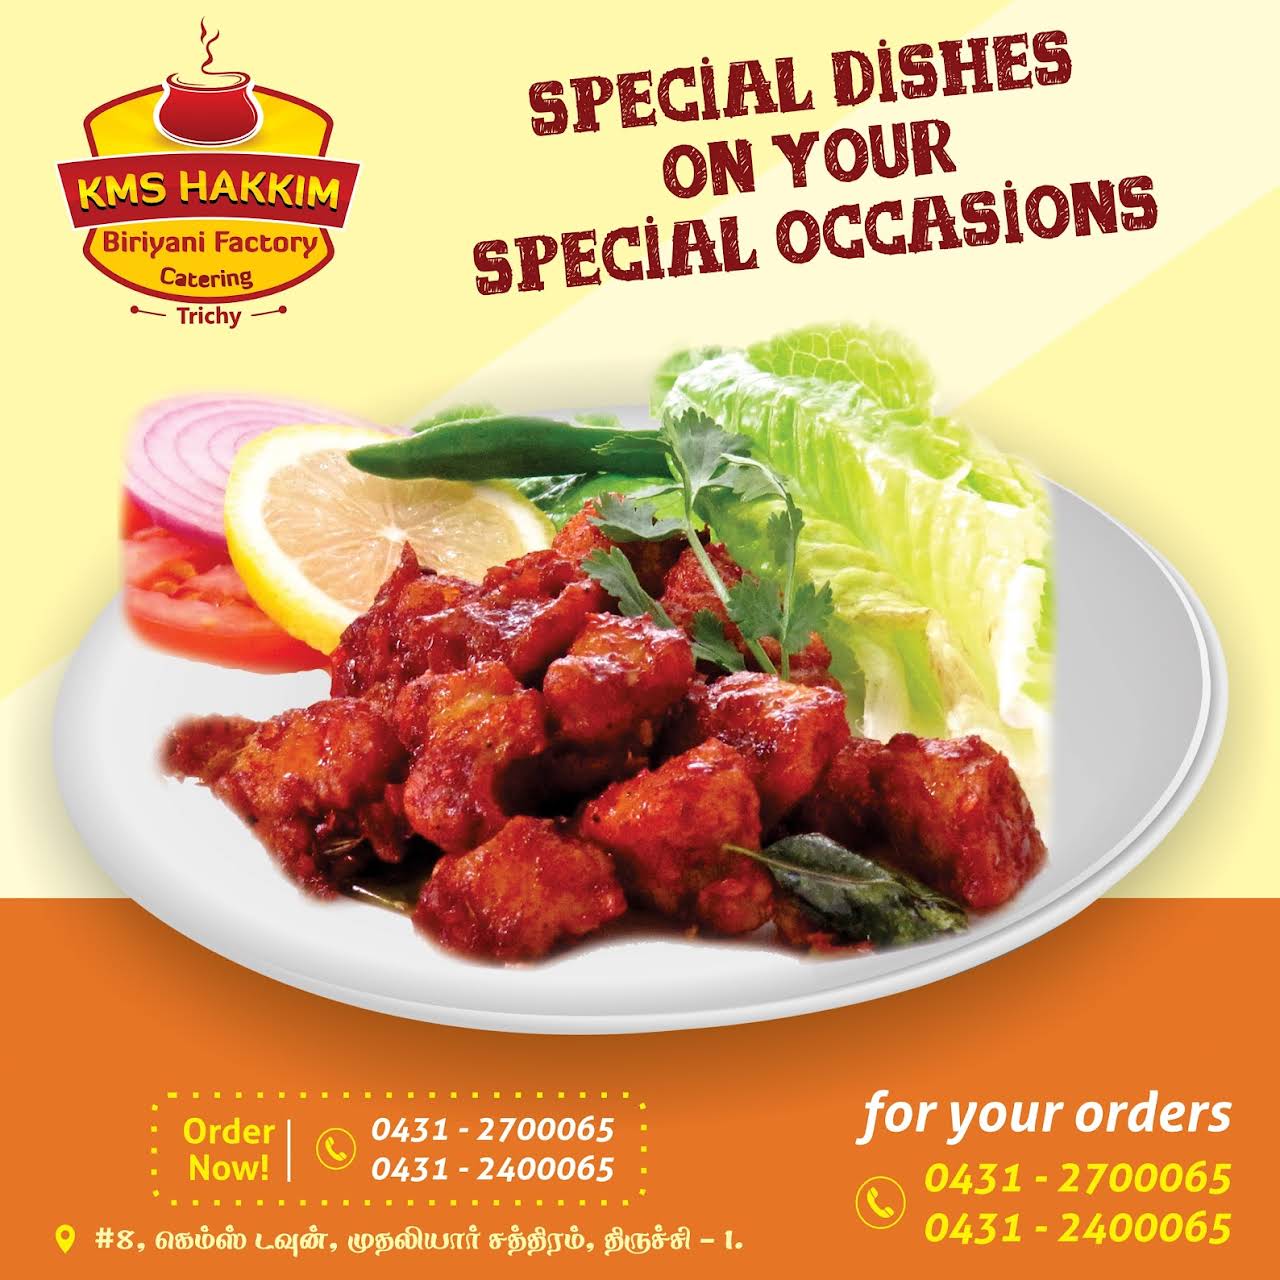 KMS HAKKIM
Biriyani Factory
Catering
Trichy
SPECiAL DiSHES
ON YOUR
SPECiAL OCCASiONS
Order
Now!
0431 - 2700065
0431 - 2400065
#8, கெம்ஸ் டவுன், முதலியார் சத்திரம், திருச்சி - 1.
for your orders
0431 - 2700065
0431 - 2400065